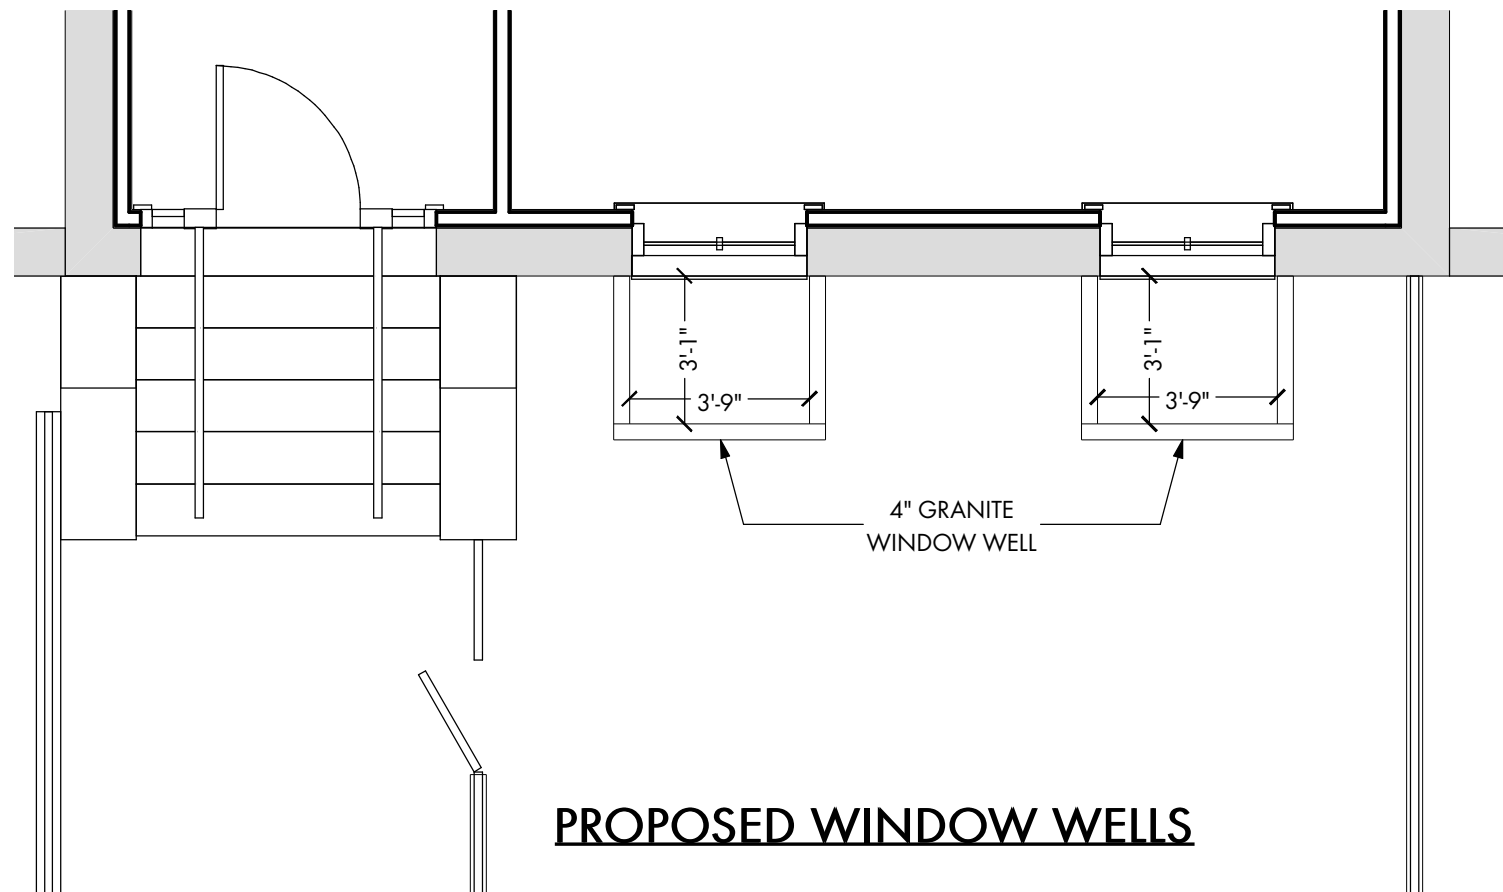 3'-1"
3'-1"
3'-9"
3'-9"
4" GRANITE
WINDOW WELL
PROPOSED WINDOW WELLS